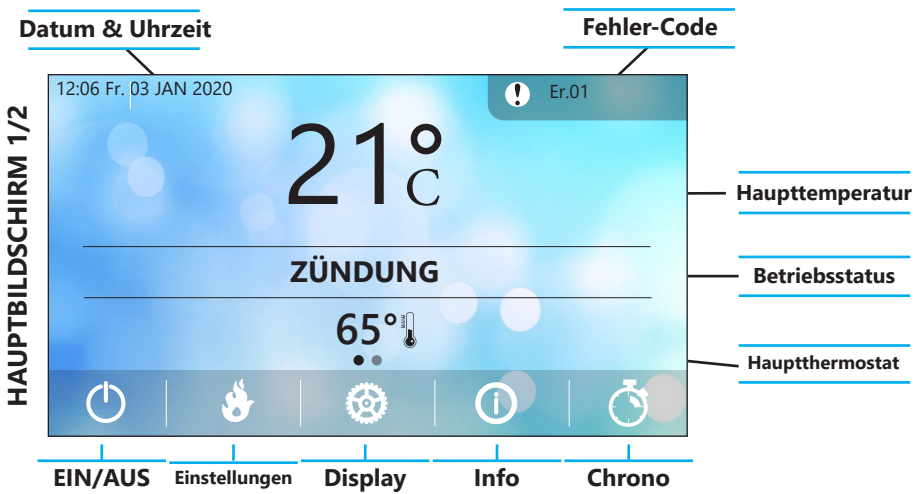 Datum & Uhrzeit
Fehler-Code
HAUPTBILDSCHIRM 1/2
12:06 Fr. 03 JAN 2020
Er.01
21°C
Haupttemperatur
ZÜNDUNG
Betriebsstatus
65°
Hauptthermostat
EIN/AUS
Einstellungen
Display
Info
Chrono